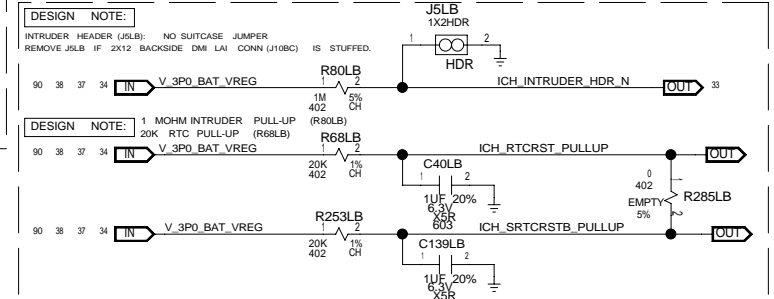 DESIGN NOTE:
INTRUDER HEADER (J5LB): NO SUITCASE JUMPER
REMOVE J5LB IF 2X12 BACKSIDE DMI LAI CONN (J10BC) IS STUFFED.
J5LB
1X2HDR
1 2
HDR
90 38 37 34 IN V_3P0_BAT_VREG
R80LB
1 2
1M 5%
402 CH
ICH_INTRUDER_HDR_N OUT 33
DESIGN NOTE:
1 MOHM INTRUDER PULL-UP (R80LB)
20K RTC PULL-UP (R68LB)
90 38 37 34 IN V_3P0_BAT_VREG
R68LB
1 2
20K 1%
402 CH
ICH_RTCRST_PULLUP OUT
C40LB
1 2
1UF 20%
6.3V
X5R
603
0
402
EMPTY
5%
1
2
R285LB
90 38 37 34 IN V_3P0_BAT_VREG
R253LB
1 2
20K 1%
402 CH
ICH_SRTCRSTB_PULLUP OUT
C139LB
1 2
1UF 20%
6.3V
X5R